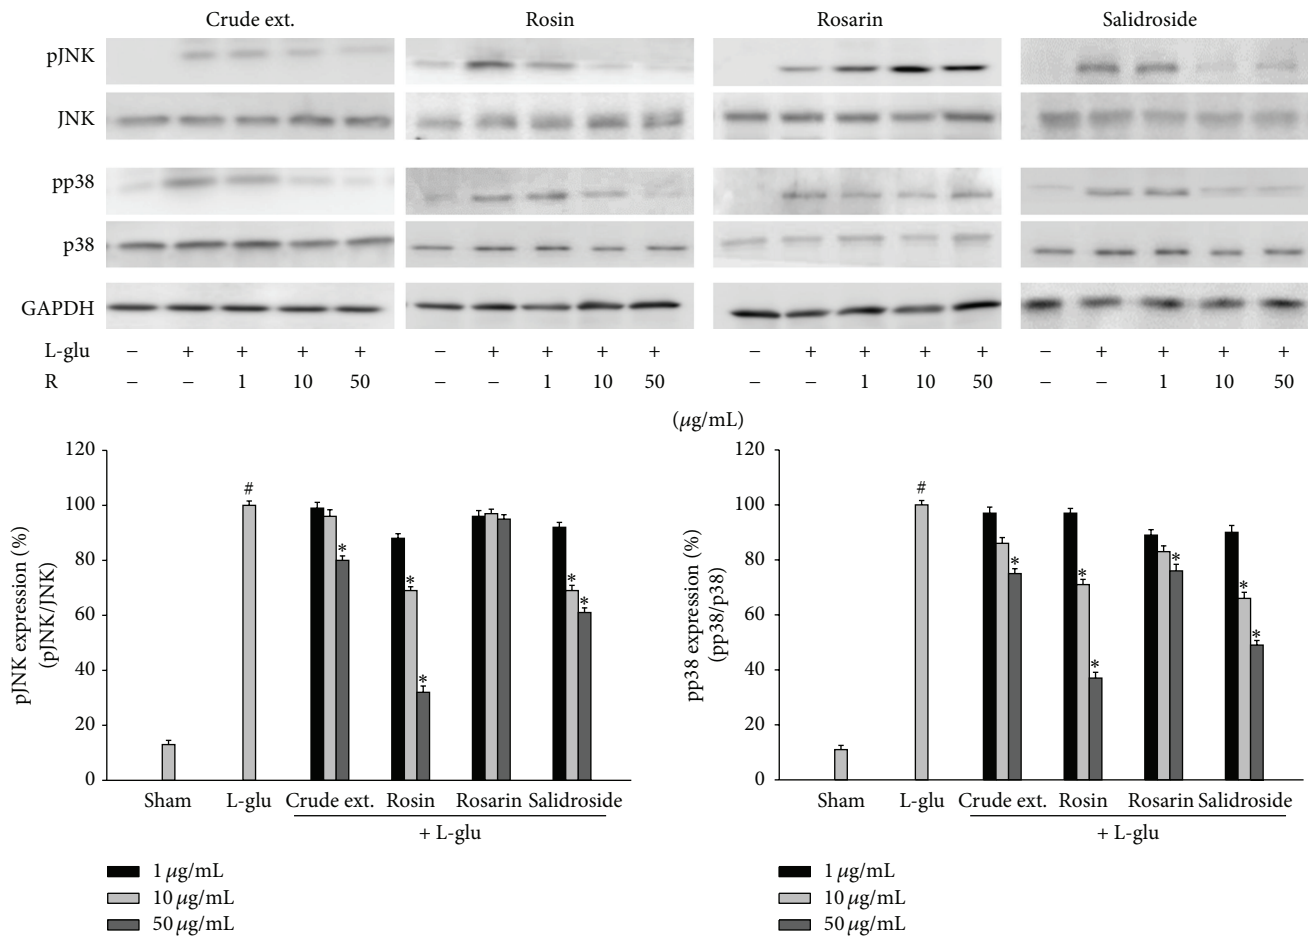 Crude ext. Rosin Rosarin Salidroside
pJNK
JNK
pp38
p38
GAPDH
L-glu − + + + + − + + + + − + + + + − + + + +
R − − 1 10 50 − − 1 10 50 − − 1 10 50 − − 1 10 50
(μg/mL)
pJNK expression (%)
(pJNK/JNK)
120
100
80
60
40
20
0
#
*
*
*
*
*
Sham L-glu Crude ext. Rosin Rosarin Salidroside
+ L-glu
1 μg/mL
10 μg/mL
50 μg/mL
pp38 expression (%)
(pp38/p38)
120
100
80
60
40
20
0
#
*
*
*
*
*
*
Sham L-glu Crude ext. Rosin Rosarin Salidroside
+ L-glu
1 μg/mL
10 μg/mL
50 μg/mL